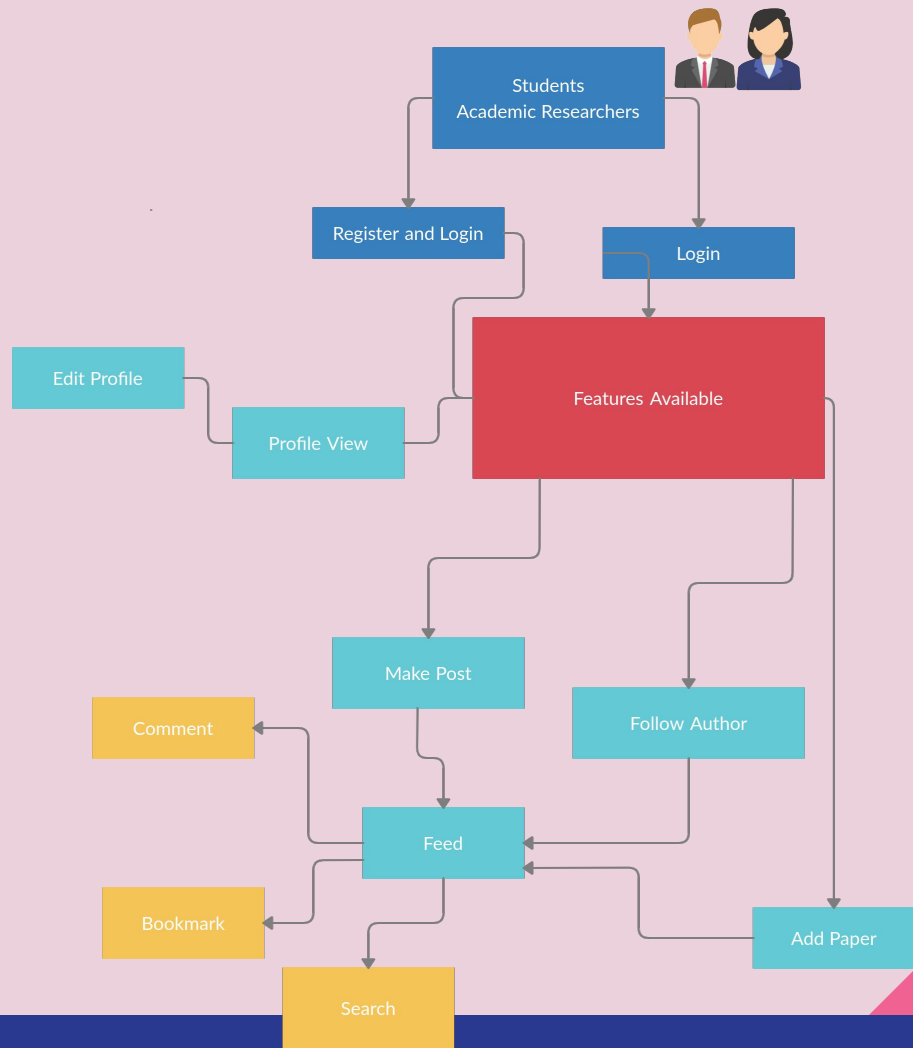 Students
Academic Researchers
Register and Login
Login
Edit Profile
Features Available
Profile View
Make Post
Comment
Follow Author
Feed
Bookmark
Add Paper
Search